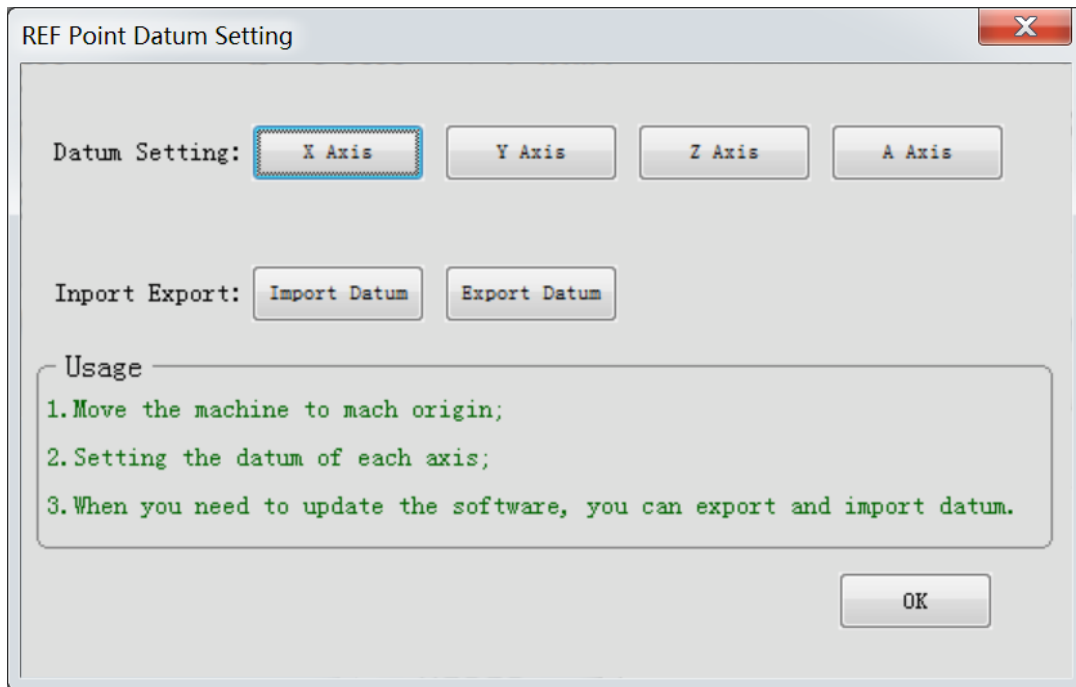 REF Point Datum Setting
Datum Setting: X Axis Y Axis Z Axis A Axis
Inport Export: Import Datum Export Datum
Usage
1.Move the machine to mach origin;
2.Setting the datum of each axis;
3.When you need to update the software, you can export and import datum.
OK